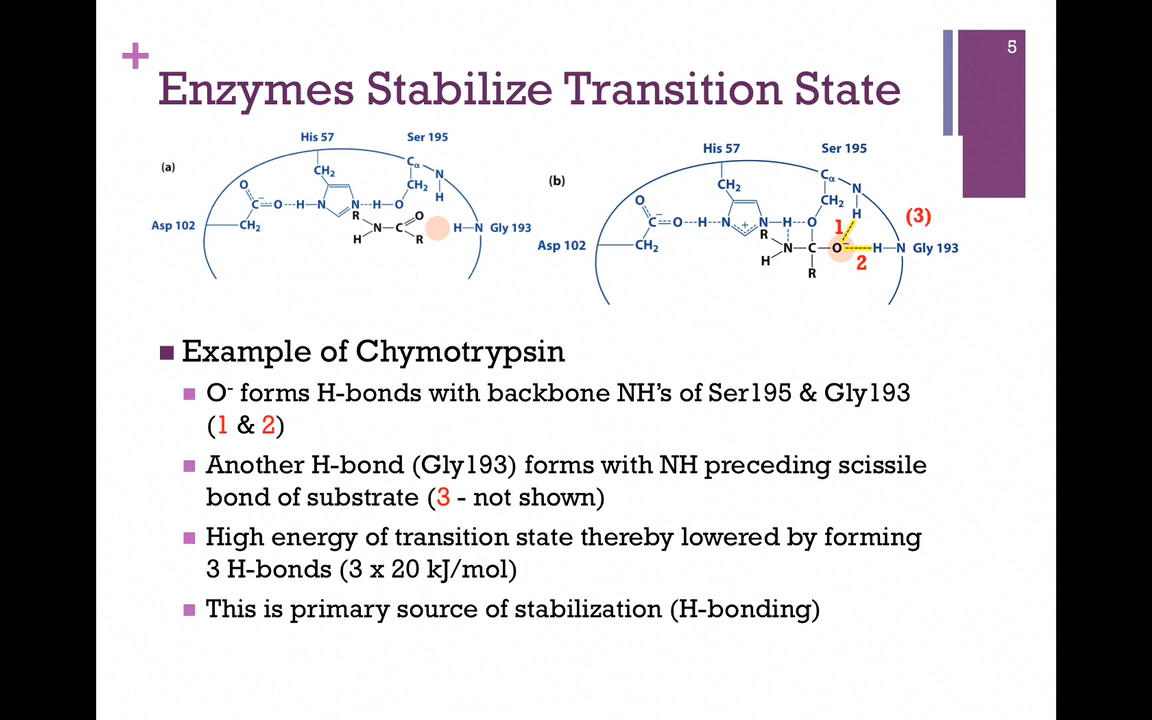 5
+
Enzymes Stabilize Transition State
(a)
His 57
Ser 195
CH₂
Cα
N
H
CH₂
O
C
O---H—N
N---H—O
Asp 102
CH₂
R
N—C
O
H
R
H—N Gly 193
(b)
His 57
Ser 195
CH₂
Cα
N
H
CH₂
O
C
–
O---H---N
+
N—H---O
Asp 102
CH₂
R
N—C—O⁻
H
R
1
2
(3)
H—N Gly 193
■ Example of Chymotrypsin
■ O⁻ forms H-bonds with backbone NH’s of Ser195 & Gly193
(1 & 2)
■ Another H-bond (Gly193) forms with NH preceding scissile
bond of substrate (3 - not shown)
■ High energy of transition state thereby lowered by forming
3 H-bonds (3 x 20 kJ/mol)
■ This is primary source of stabilization (H-bonding)